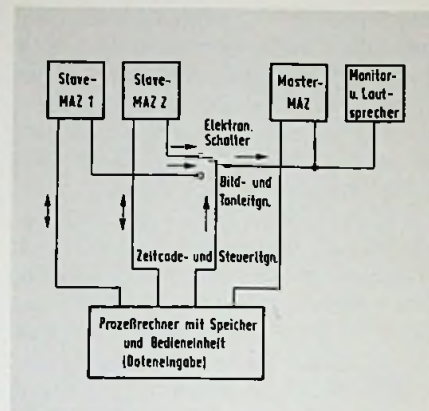 Slave-
MAZ 1
Slave-
MAZ 2
Master-
MAZ
Monitor-
u. Laut-
sprecher
Elektron.
Schalter
Bild- und
Tonleitgn.
Zeitcode- und Steuerltgn.
Prozeßrechner mit Speicher
und Bedieneinheit
(Dateneingabe)